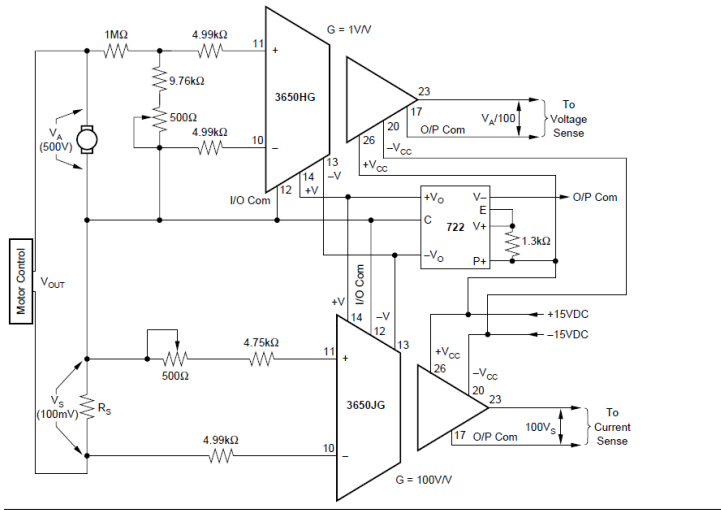 1MΩ
4.99kΩ
11
+
G = 1V/V
9.76kΩ
3650HG
23
500Ω
17
VA/100
To
Voltage
Sense
VA
(500V)
4.99kΩ
10
–
20
O/P Com
26
–VCC
+VCC
13
–V
14
+V
12
I/O Com
+VO
V–
O/P Com
E
C
722
V+
1.3kΩ
–VO
P+
Motor Control
VOUT
+V
I/O Com
–V
14
12
13
+15VDC
–15VDC
4.75kΩ
11
+
+VCC
26
–VCC
20
500Ω
VS
(100mV)
RS
3650JG
23
To
Current
Sense
100VS
4.99kΩ
10
–
17
O/P Com
G = 100V/V